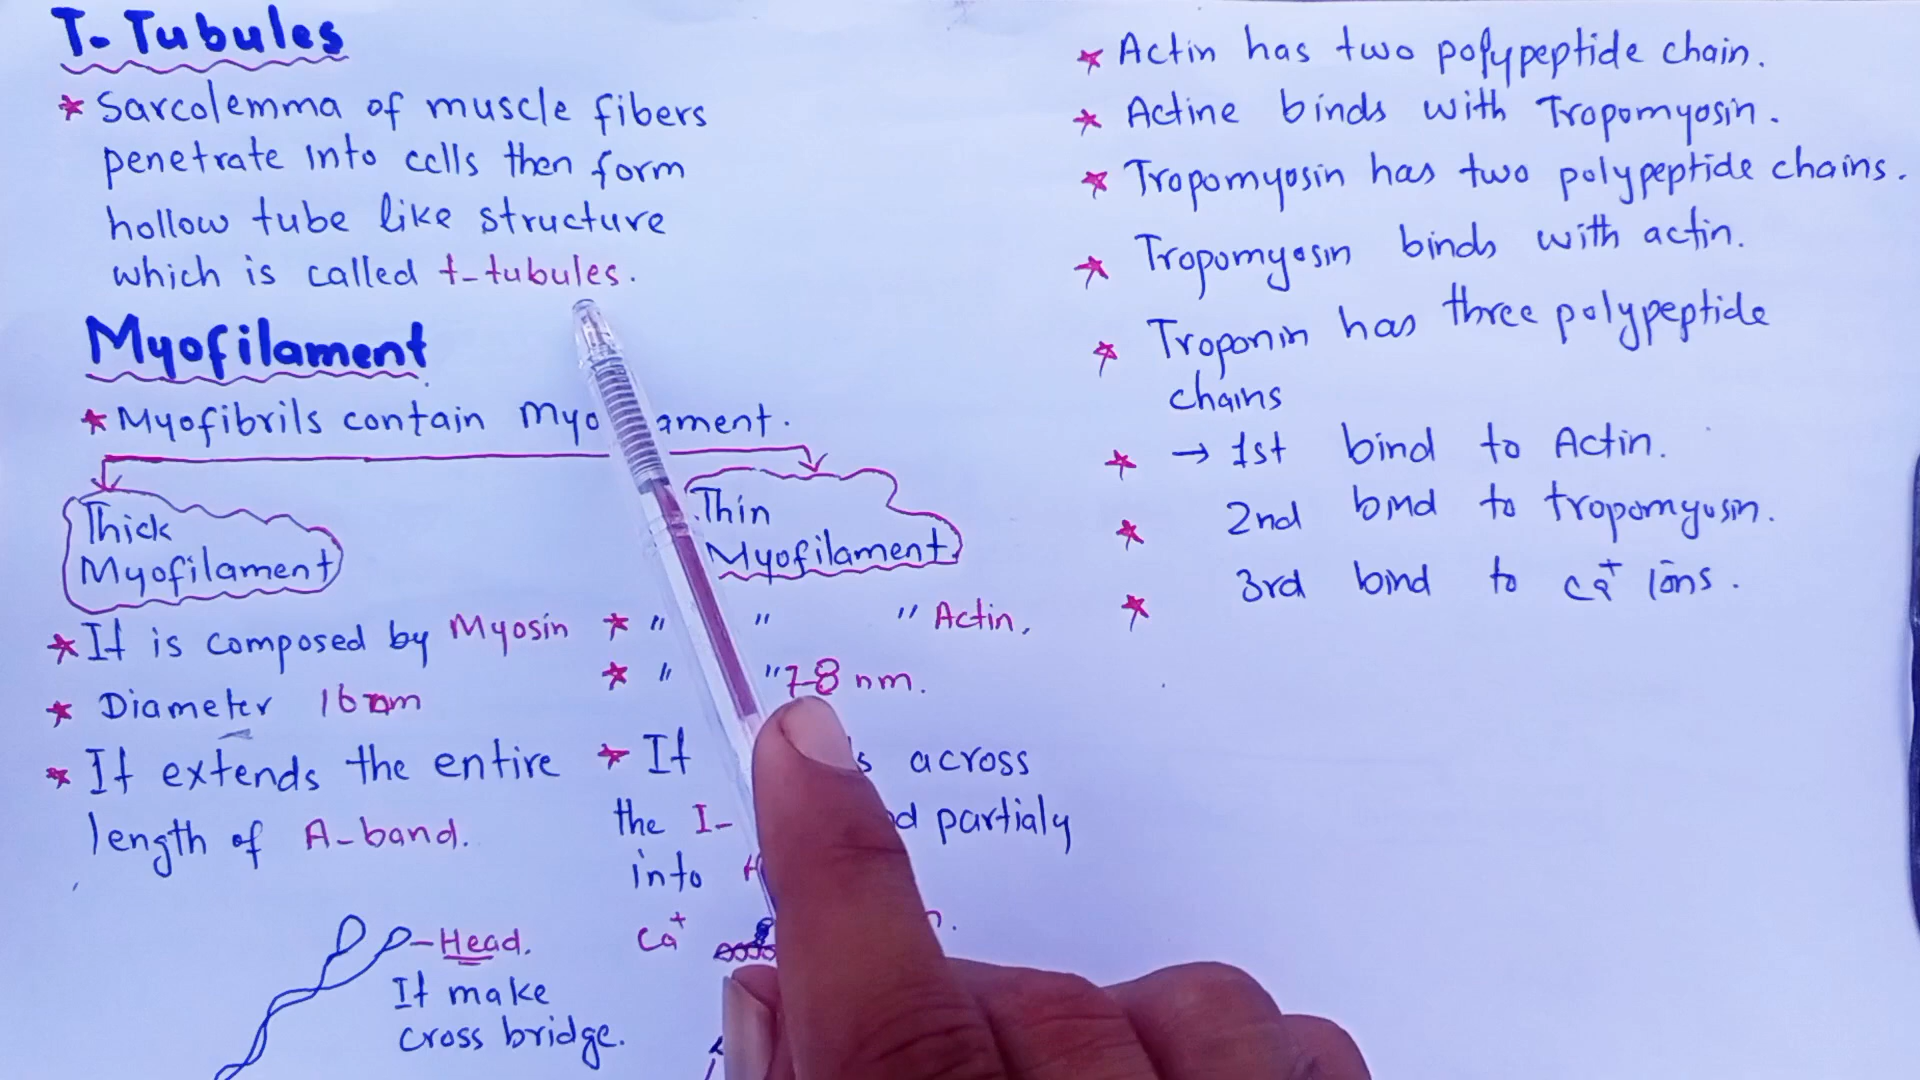 T-Tubules
* Sarcolemma of muscle fibers
penetrate into cells then form
hollow tube like structure
which is called t-tubules.
Myofilament
* Myofibrils contain Myo ament.
Thick
Myofilament
* It is composed by Myosin
* Diameter 16nm
* It extends the entire
length of A-band.
-Head.
It make
cross bridge.
Thin
Myofilament
* " " " Actin.
* " " 7-8 nm.
* It s across
the I- d partialy
into
Ca+
* Actin has two polypeptide chain.
* Actine binds with Tropomyosin.
* Tropomyosin has two polypeptide chains.
* Tropomyosin binds with actin.
* Troponin has three polypeptide
chains
* → 1st bind to Actin.
* 2nd bind to tropomyosin.
* 3rd bind to Ca+ Ions.